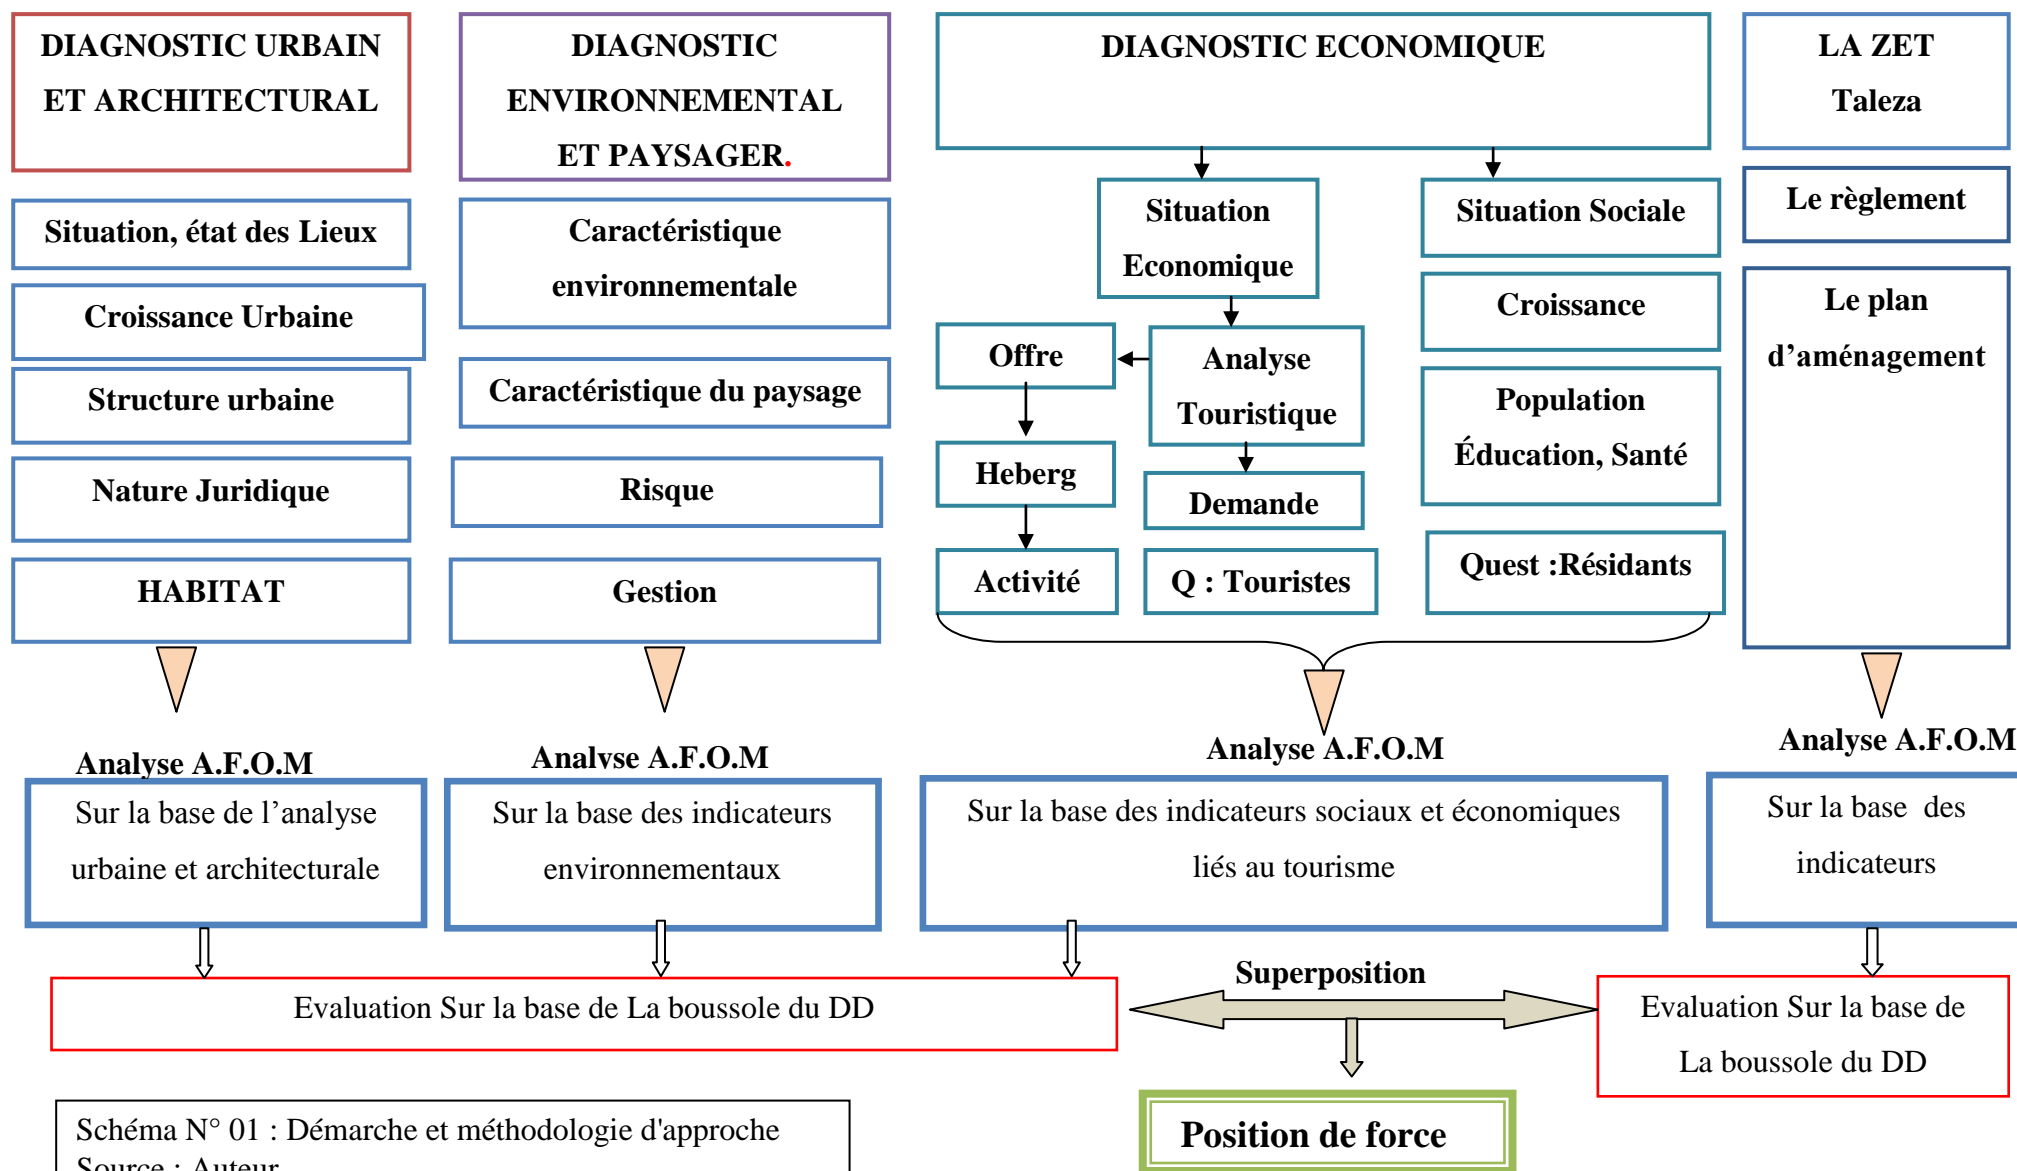 DIAGNOSTIC URBAIN
ET ARCHITECTURAL
Situation, état des Lieux
Croissance Urbaine
Structure urbaine
Nature Juridique
HABITAT
Analyse A.F.O.M
Sur la base de l’analyse
urbaine et architecturale
DIAGNOSTIC
ENVIRONNEMENTAL
ET PAYSAGER.
Caractéristique
environnementale
Caractéristique du paysage
Risque
Gestion
Analyse A.F.O.M
Sur la base des indicateurs
environnementaux
DIAGNOSTIC ECONOMIQUE
Situation
Economique
Analyse
Touristique
Offre
Heberg
Activité
Demande
Q : Touristes
Situation Sociale
Croissance
Population
Éducation, Santé
Quest :Résidants
Analyse A.F.O.M
Sur la base des indicateurs sociaux et économiques
liés au tourisme
LA ZET
Taleza
Le règlement
Le plan
d’aménagement
Analyse A.F.O.M
Sur la base  des
indicateurs
Evaluation Sur la base de La boussole du DD
Superposition
Evaluation Sur la base de
La boussole du DD
Position de force
Schéma N° 01 : Démarche et méthodologie d'approche
Source : Auteur